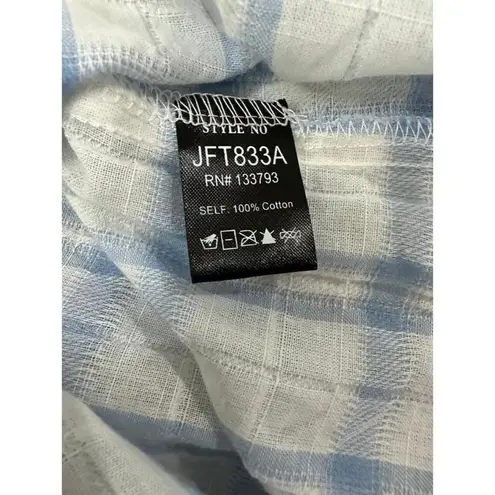 STYLE NO
JFT833A
RN# 133793
SELF: 100% Cotton